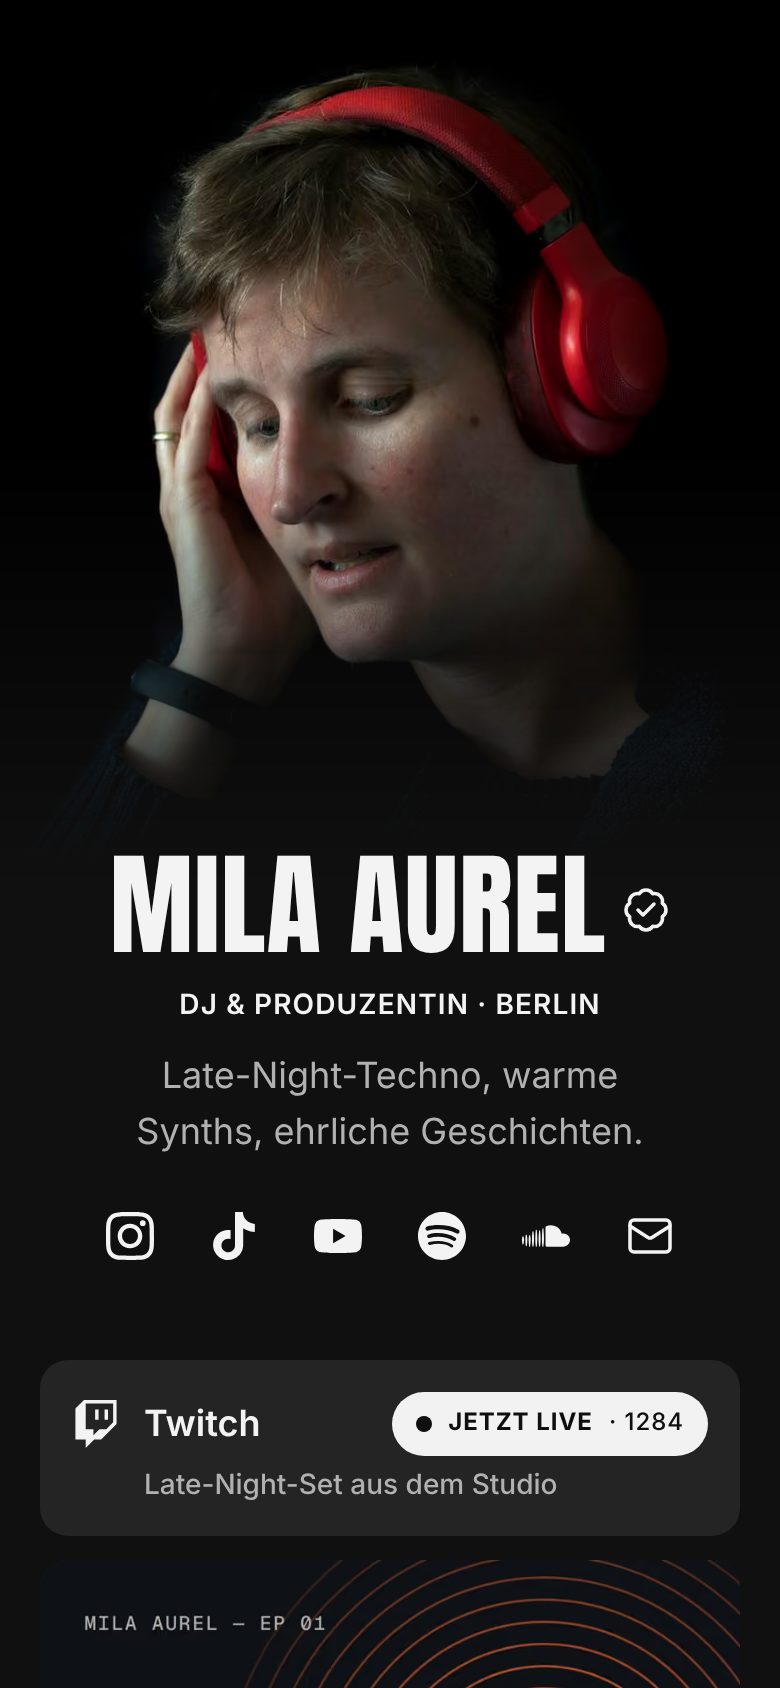 MILA AUREL
DJ & PRODUZENTIN · BERLIN
Late-Night-Techno, warme
Synths, ehrliche Geschichten.
Twitch
JETZT LIVE · 1284
Late-Night-Set aus dem Studio
MILA AUREL – EP 01